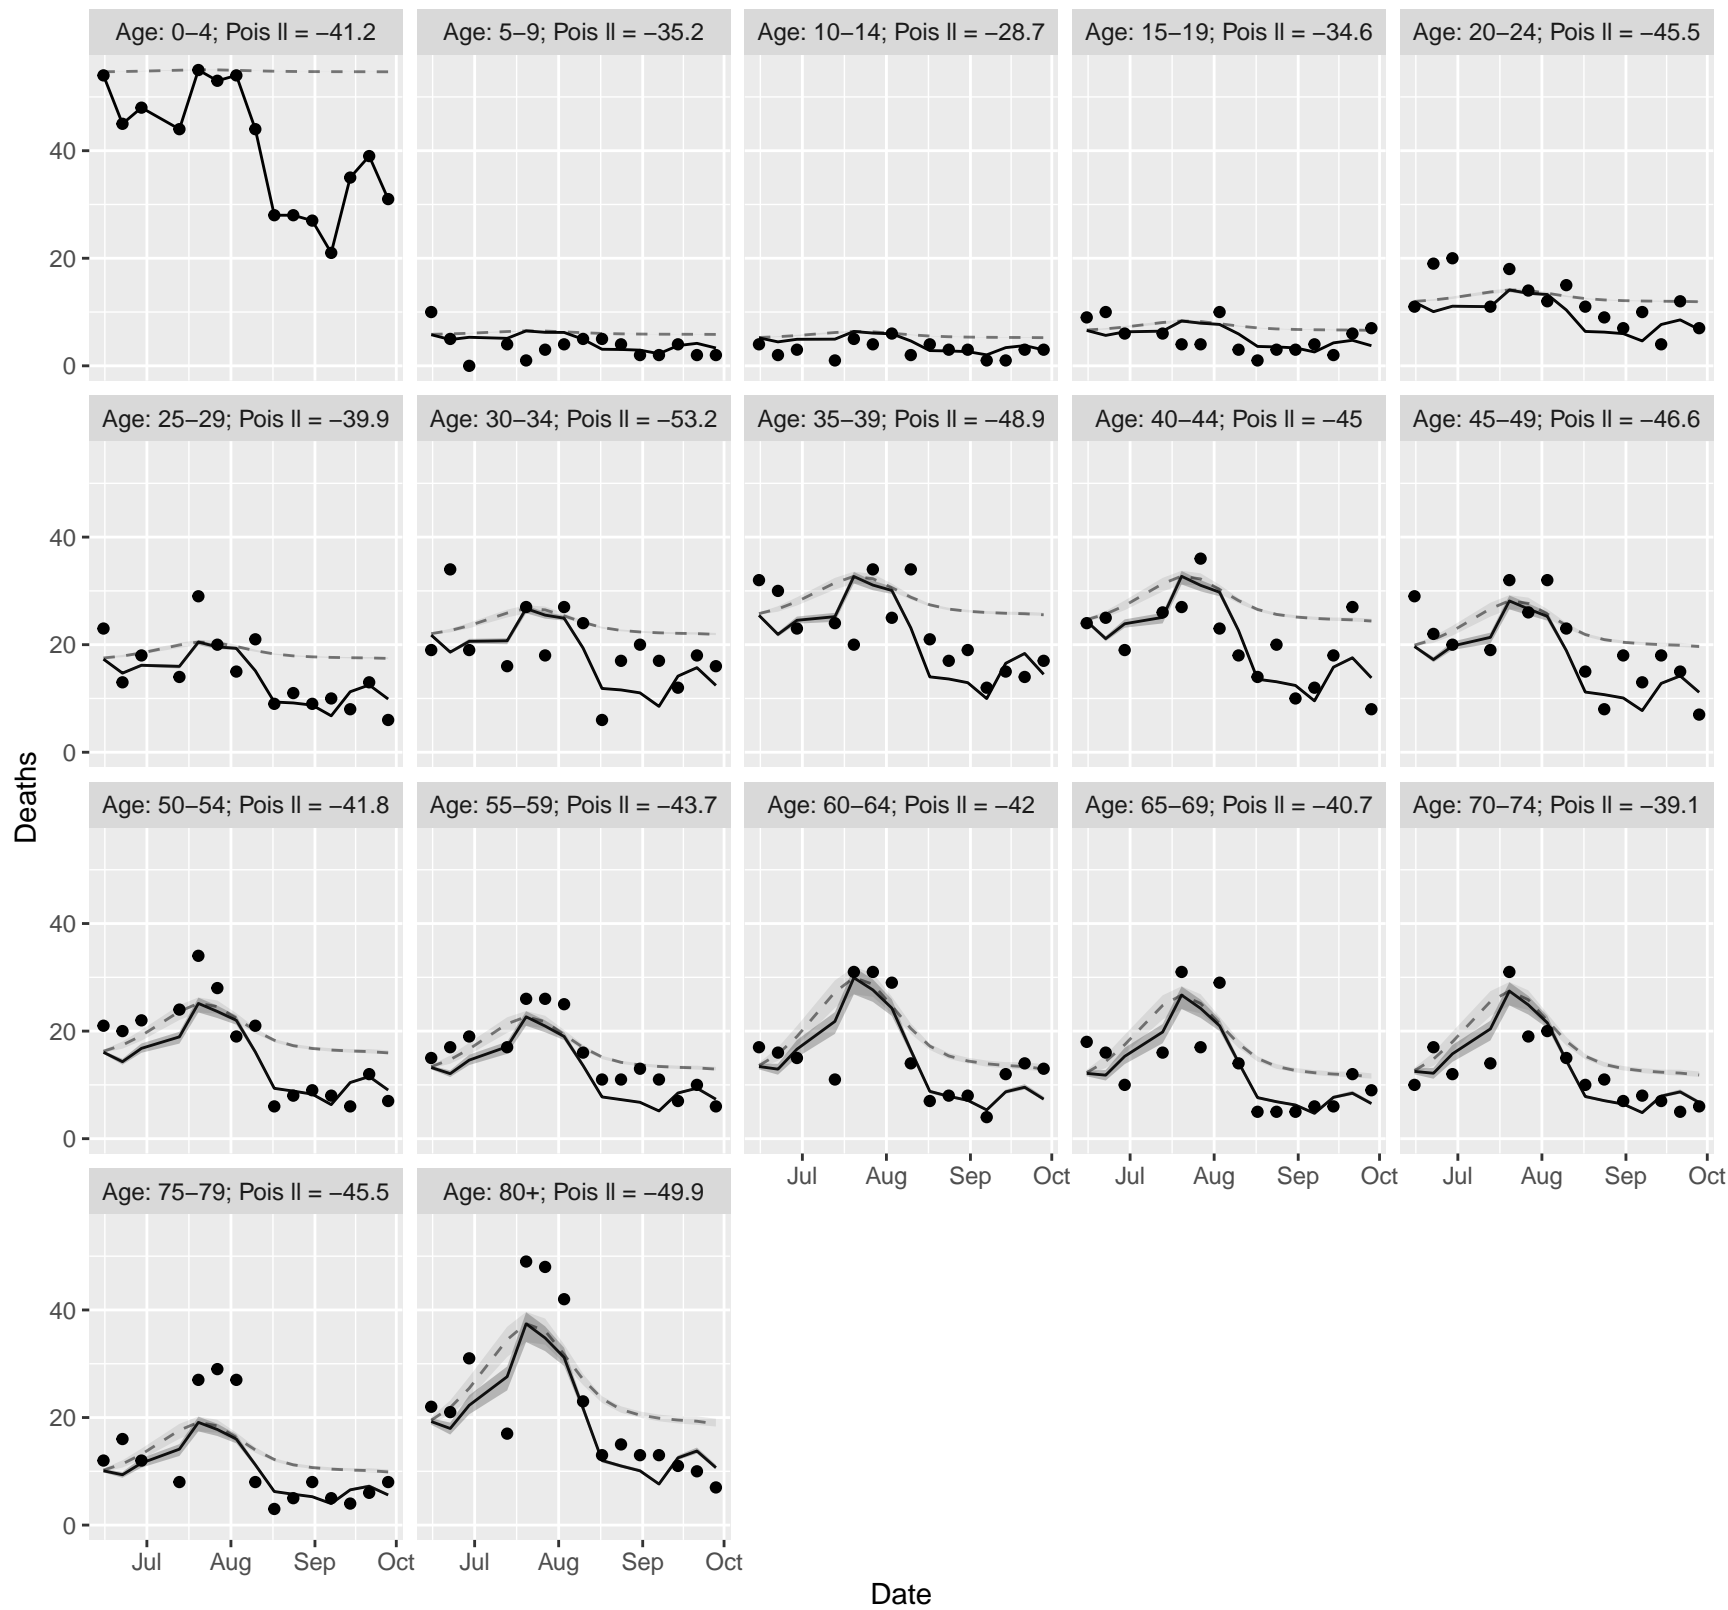 Age: 0−4; Pois ll = −41.2
Age: 5−9; Pois ll = −35.2
Age: 10−14; Pois ll = −28.7
Age: 15−19; Pois ll = −34.6
Age: 20−24; Pois ll = −45.5
40
20
0
Age: 25−29; Pois ll = −39.9
Age: 30−34; Pois ll = −53.2
Age: 35−39; Pois ll = −48.9
Age: 40−44; Pois ll = −45
Age: 45−49; Pois ll = −46.6
40
20
0
Deaths
Age: 50−54; Pois ll = −41.8
Age: 55−59; Pois ll = −43.7
Age: 60−64; Pois ll = −42
Age: 65−69; Pois ll = −40.7
Age: 70−74; Pois ll = −39.1
40
20
0
Jul Aug Sep Oct
Jul Aug Sep Oct
Jul Aug Sep Oct
Age: 75−79; Pois ll = −45.5
Age: 80+; Pois ll = −49.9
40
20
0
Jul Aug Sep Oct
Jul Aug Sep Oct
Date